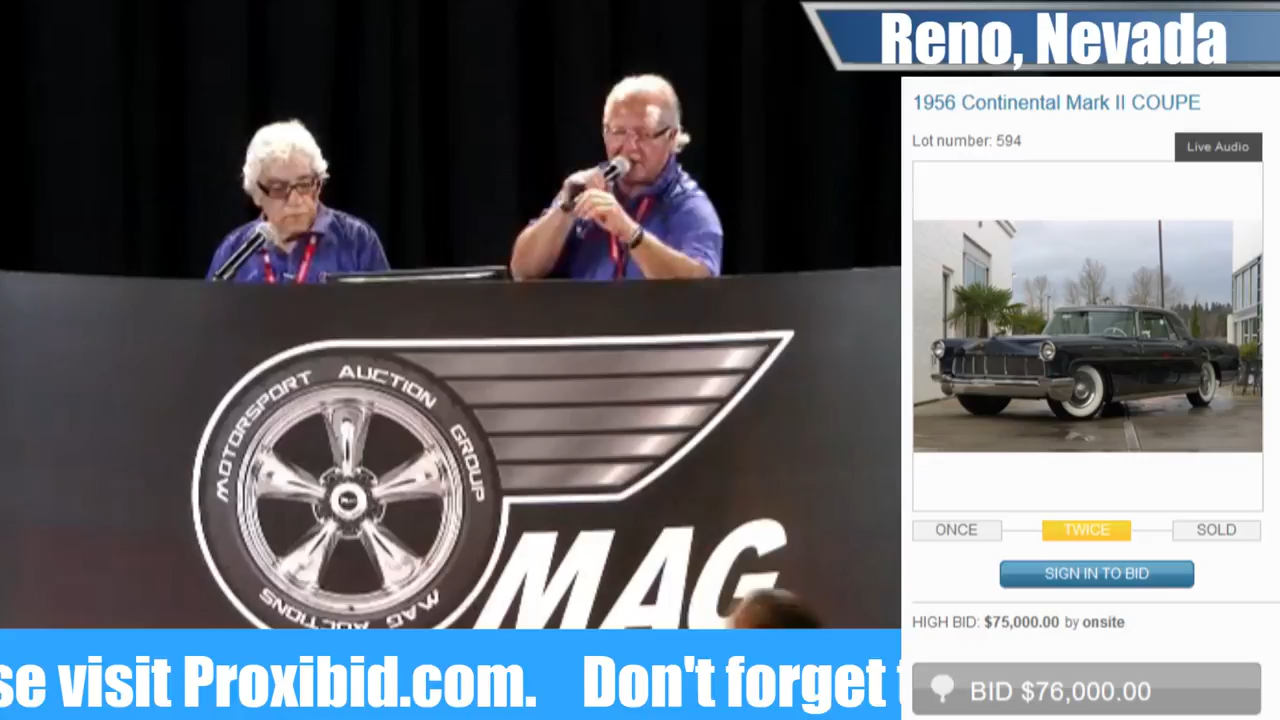 Reno, Nevada
1956 Continental Mark II COUPE
Lot number: 594
Live Audio
MOTORSPORT AUCTION GROUP
MAG AUCTIONS
MAG
ONCE
TWICE
SOLD
SIGN IN TO BID
HIGH BID: $75,000.00 by onsite
BID $76,000.00
se visit Proxibid.com. Don't forget